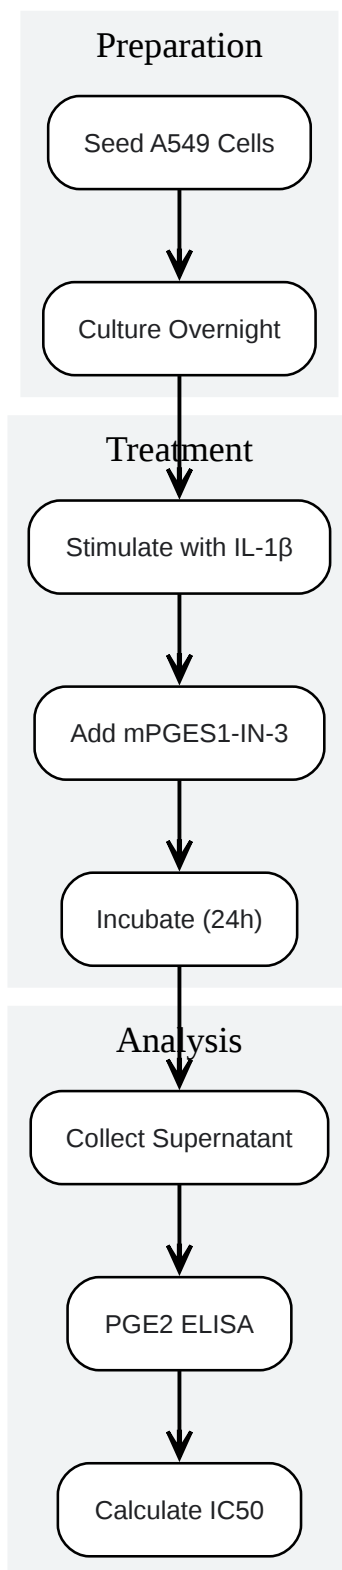 Preparation
Seed A549 Cells
Culture Overnight
Treatment
Stimulate with IL-1β
Add mPGES1-IN-3
Incubate (24h)
Analysis
Collect Supernatant
PGE2 ELISA
Calculate IC50